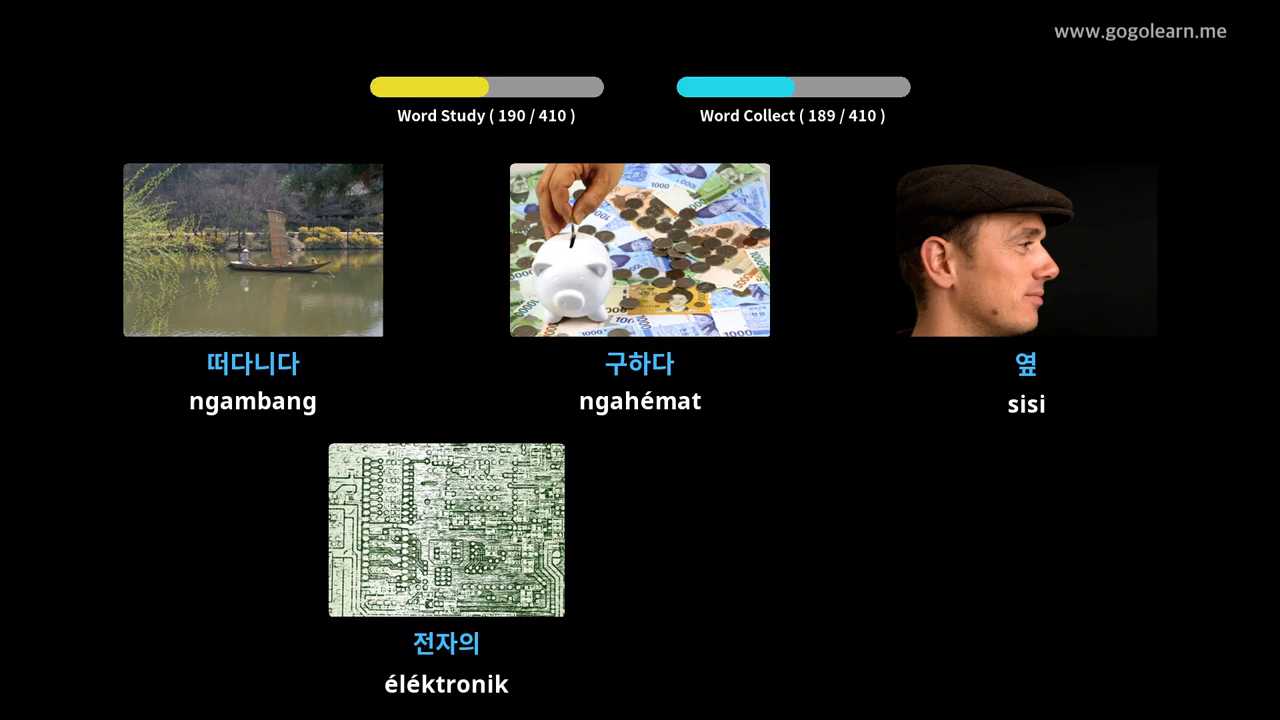 www.gogolearn.me
Word Study ( 190 / 410 )
Word Collect ( 189 / 410 )
떠다니다
구하다
옆
ngambang
ngahémat
sisi
전자의
éléktronik